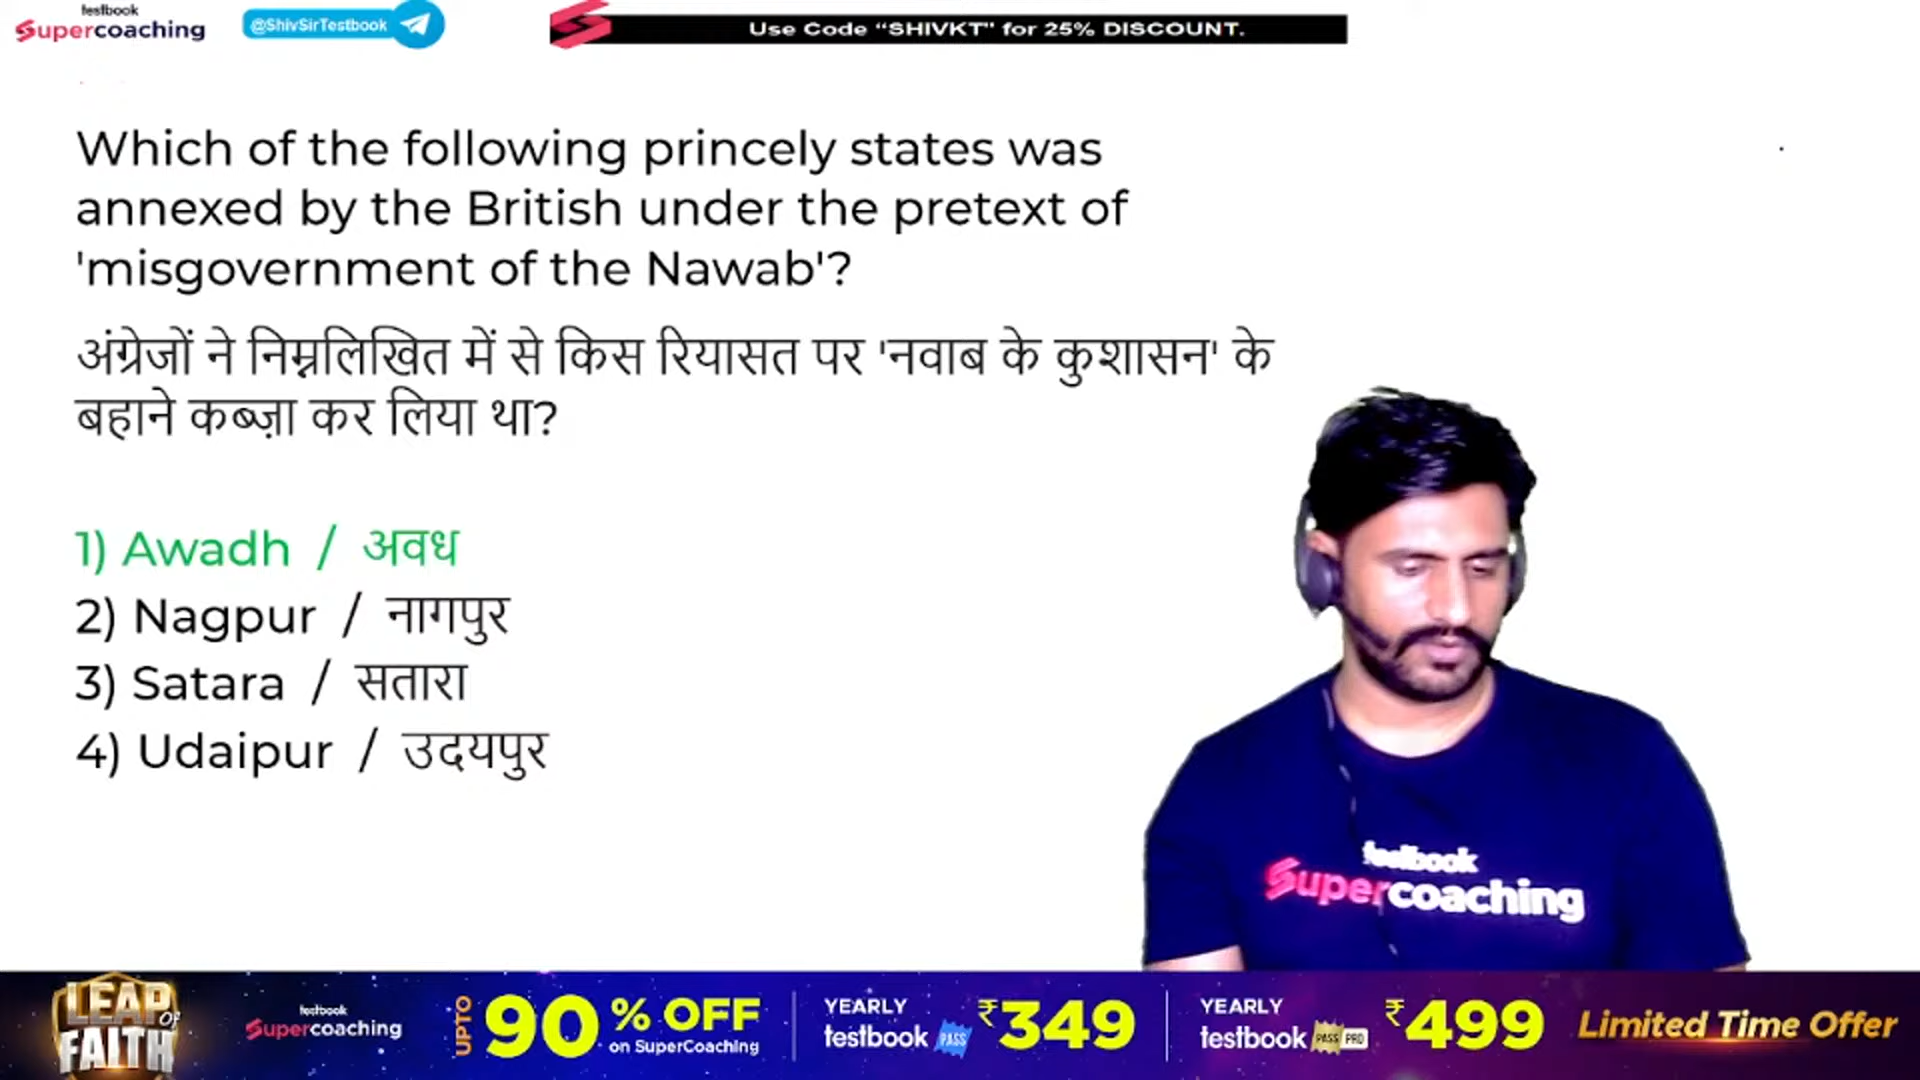 testbook
Supercoaching
@ShivSirTestbook
Use Code “SHIVKT" for 25% DISCOUNT.
Which of the following princely states was
annexed by the British under the pretext of
'misgovernment of the Nawab'?
अंग्रेजों ने निम्नलिखित में से किस रियासत पर 'नवाब के कुशासन' के
बहाने कब्ज़ा कर लिया था?
1) Awadh / अवध
2) Nagpur / नागपुर
3) Satara / सतारा
4) Udaipur / उदयपुर
testbook
Supercoaching
LEAP OF
FAITH
testbook
Supercoaching
UPTO 90% OFF
on SuperCoaching
YEARLY
testbook PASS
₹349
YEARLY
testbook PASS PRO
₹499
Limited Time Offer